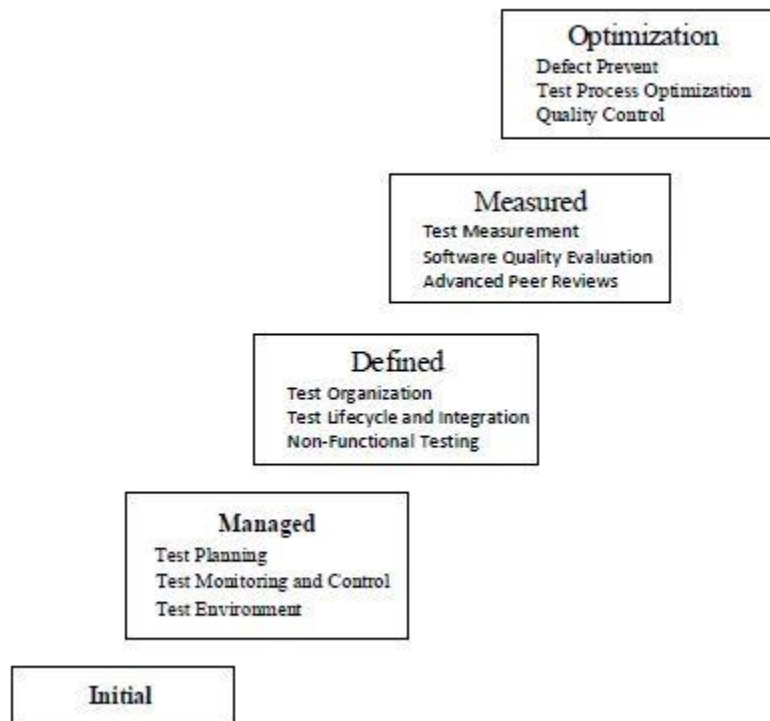 Optimization
Defect Prevent
Test Process Optimization
Quality Control
Measured
Test Measurement
Software Quality Evaluation
Advanced Peer Reviews
Defined
Test Organization
Test Lifecycle and Integration
Non-Functional Testing
Managed
Test Planning
Test Monitoring and Control
Test Environment
Initial